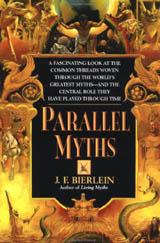 A FASCINATING LOOK AT THE
COMMON THREADS WOVEN
THROUGH THE WORLD'S
GREATEST MYTHS—AND THE
CENTRAL ROLE THEY
HAVE PLAYED THROUGH TIME
PARALLEL
MYTHS
J. F. BIERLEIN
Author of Living Myths